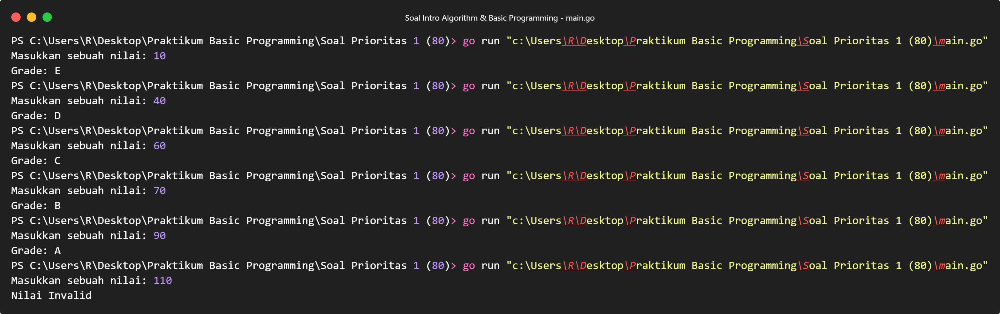 Soal Intro Algorithm & Basic Programming - main.go
PS C:\Users\R\Desktop\Praktikum Basic Programming\Soal Prioritas 1 (80)> go run "c:\Users\R\Desktop\Praktikum Basic Programming\Soal Prioritas 1 (80)\main.go"
Masukkan sebuah nilai: 10
Grade: E
PS C:\Users\R\Desktop\Praktikum Basic Programming\Soal Prioritas 1 (80)> go run "c:\Users\R\Desktop\Praktikum Basic Programming\Soal Prioritas 1 (80)\main.go"
Masukkan sebuah nilai: 40
Grade: D
PS C:\Users\R\Desktop\Praktikum Basic Programming\Soal Prioritas 1 (80)> go run "c:\Users\R\Desktop\Praktikum Basic Programming\Soal Prioritas 1 (80)\main.go"
Masukkan sebuah nilai: 60
Grade: C
PS C:\Users\R\Desktop\Praktikum Basic Programming\Soal Prioritas 1 (80)> go run "c:\Users\R\Desktop\Praktikum Basic Programming\Soal Prioritas 1 (80)\main.go"
Masukkan sebuah nilai: 70
Grade: B
PS C:\Users\R\Desktop\Praktikum Basic Programming\Soal Prioritas 1 (80)> go run "c:\Users\R\Desktop\Praktikum Basic Programming\Soal Prioritas 1 (80)\main.go"
Masukkan sebuah nilai: 90
Grade: A
PS C:\Users\R\Desktop\Praktikum Basic Programming\Soal Prioritas 1 (80)> go run "c:\Users\R\Desktop\Praktikum Basic Programming\Soal Prioritas 1 (80)\main.go"
Masukkan sebuah nilai: 110
Nilai Invalid